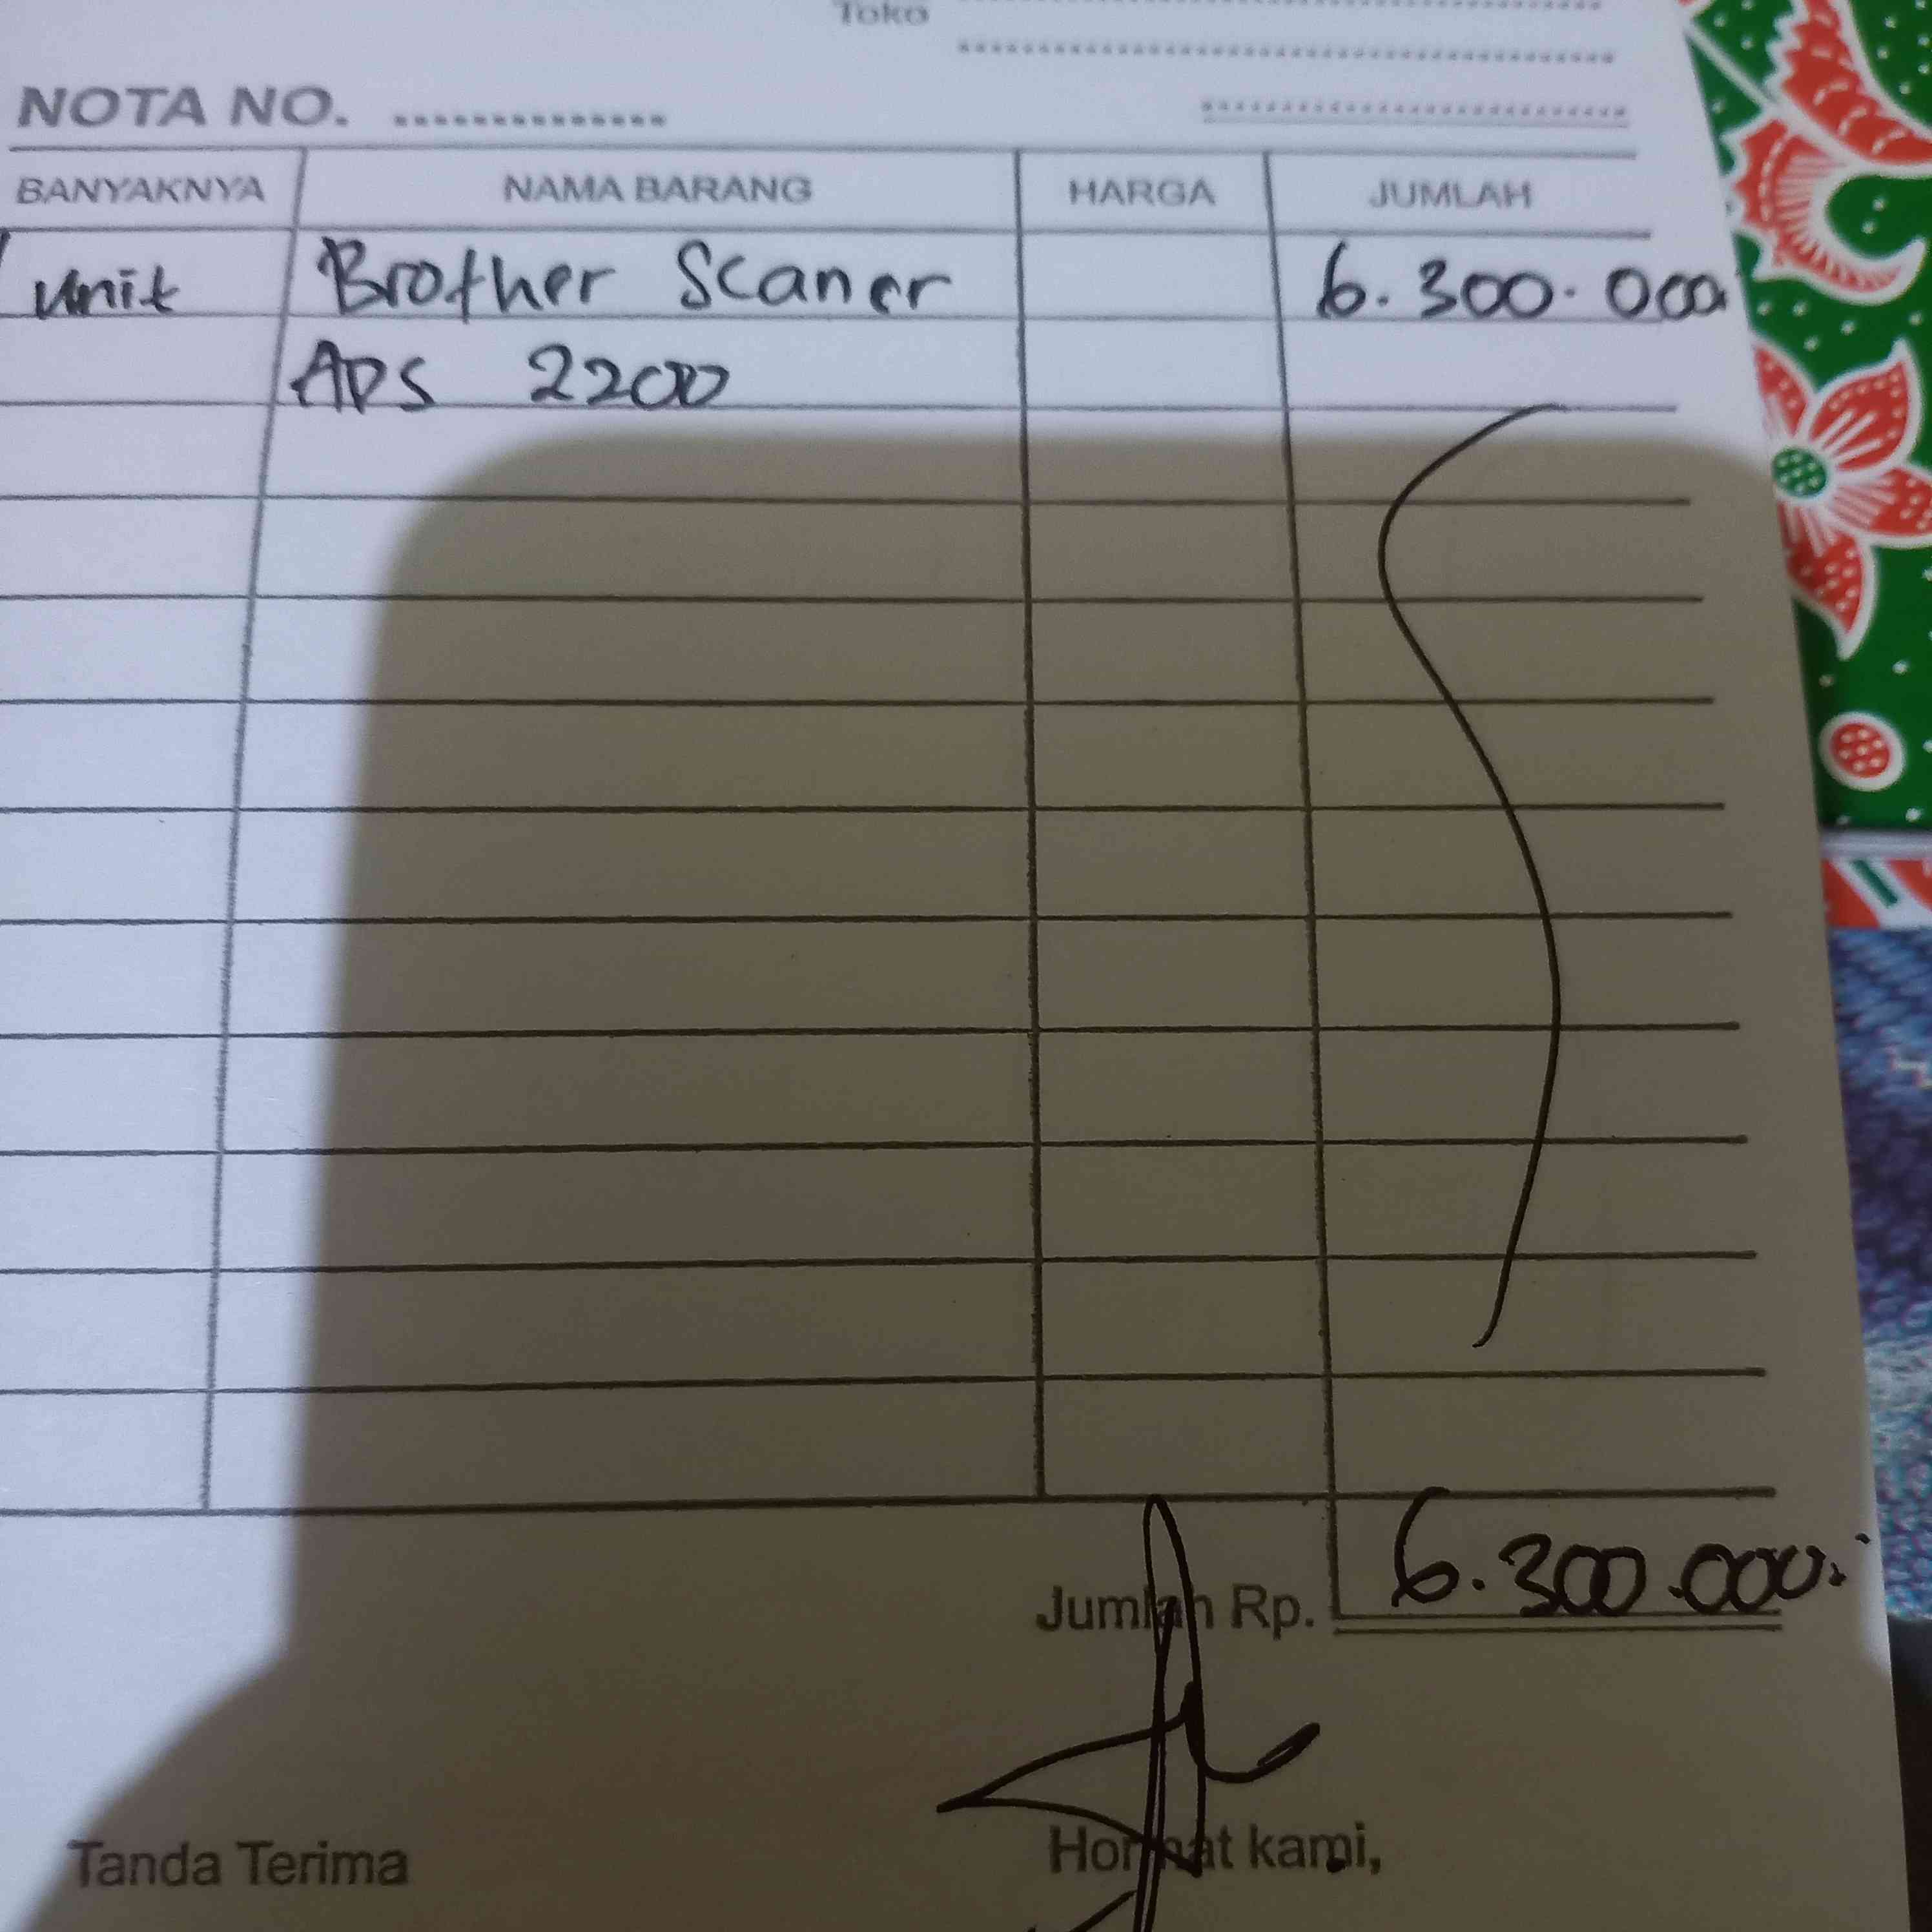 Toko
NOTA NO.
BANYAKNYA NAMA BARANG HARGA JUMLAH
unit Brother Scaner 6.300.000
ADS 2200
Jumlah Rp. 6.300.000
Tanda Terima Hormat kami,